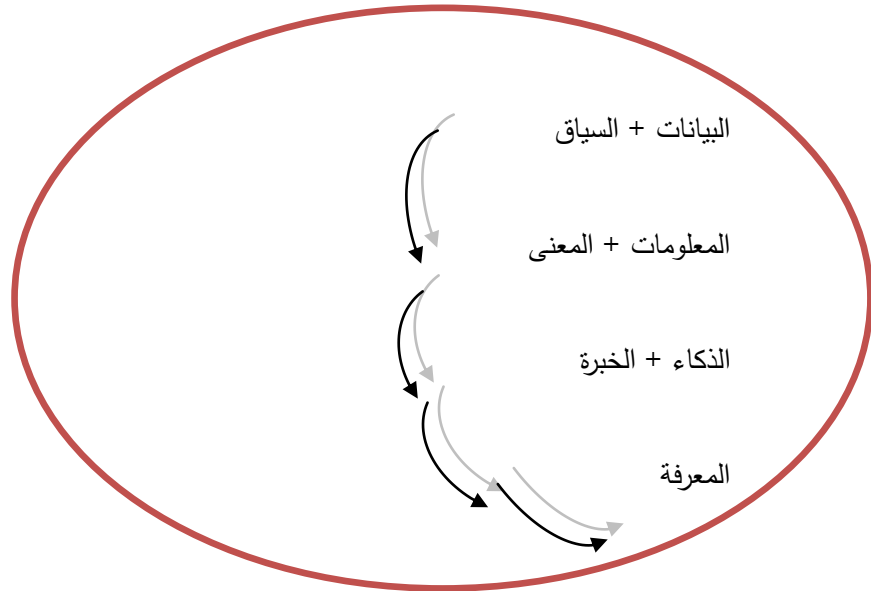 البيانات + السياق
المعلومات + المعنى
الذكاء + الخبرة
المعرفة